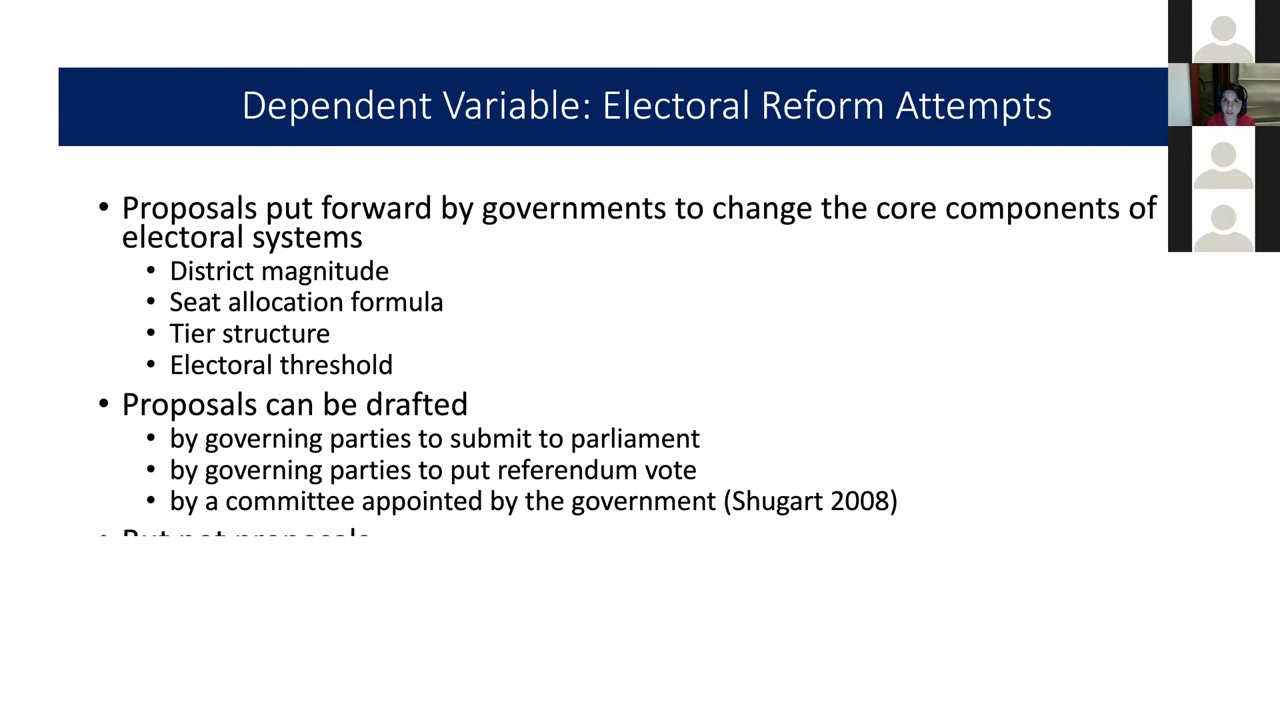 Dependent Variable: Electoral Reform Attempts
• Proposals put forward by governments to change the core components of
electoral systems
• District magnitude
• Seat allocation formula
• Tier structure
• Electoral threshold
• Proposals can be drafted
• by governing parties to submit to parliament
• by governing parties to put referendum vote
• by a committee appointed by the government (Shugart 2008)
• But not proposals